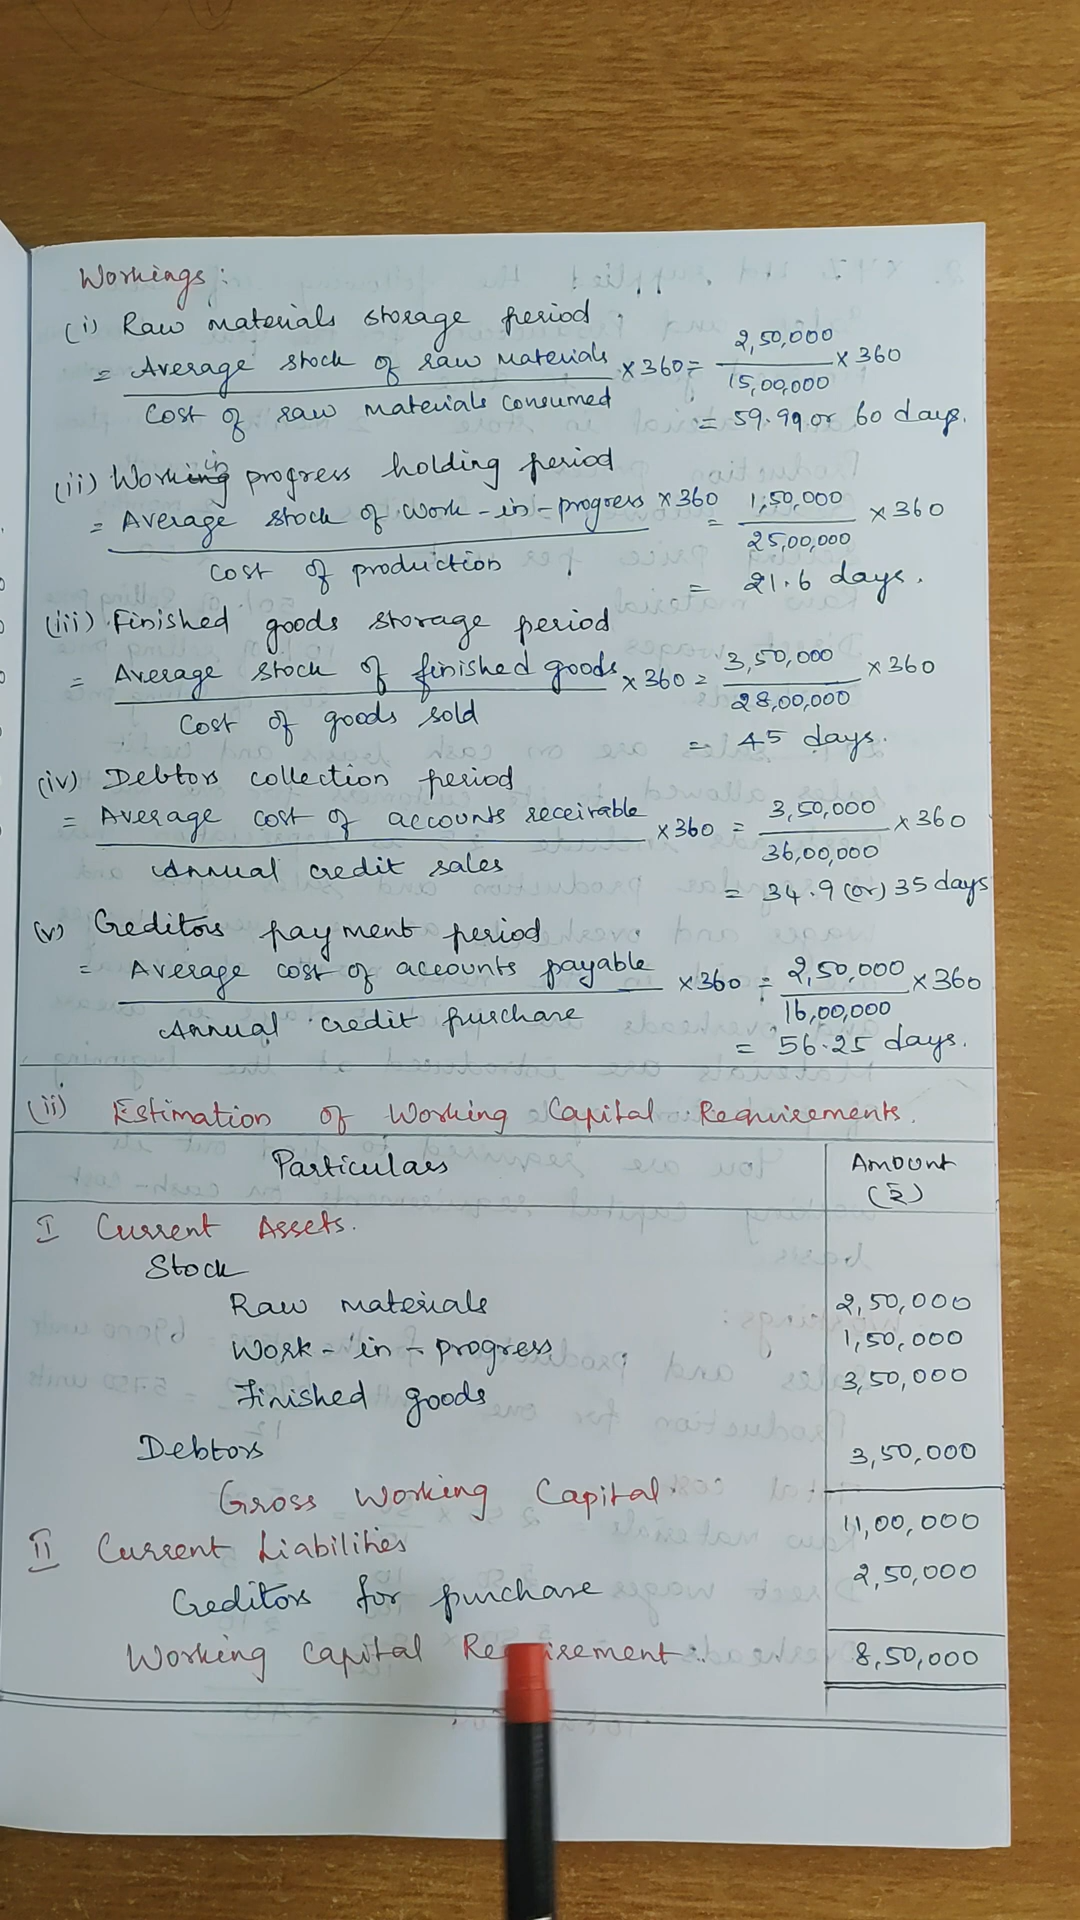 Workings:
(i) Raw materials storage period
= Average stock of raw materials / Cost of raw materials consumed × 360 = 2,50,000 / 15,00,000 × 360
= 59.99 or 60 days.
(ii) Work in progress holding period
= Average stock of work-in-progress / Cost of production × 360 = 1,50,000 / 25,00,000 × 360
= 21.6 days.
(iii) Finished goods storage period
= Average stock of finished goods / Cost of goods sold × 360 = 3,50,000 / 28,00,000 × 360
= 45 days.
(iv) Debtors collection period
= Average cost of accounts receivable / Annual credit sales × 360 = 3,50,000 / 36,00,000 × 360
= 34.9 (or) 35 days
(v) Creditors payment period
= Average cost of accounts payable / Annual credit purchase × 360 = 2,50,000 / 16,00,000 × 360
= 56.25 days.
(ii) Estimation of Working Capital Requirements.
Particulars Amount (₹)
I Current Assets.
Stock
Raw materials 2,50,000
Work-in-progress 1,50,000
Finished goods 3,50,000
Debtors 3,50,000
Gross Working Capital 11,00,000
II Current Liabilities
Creditors for purchase 2,50,000
Working Capital 8,50,000